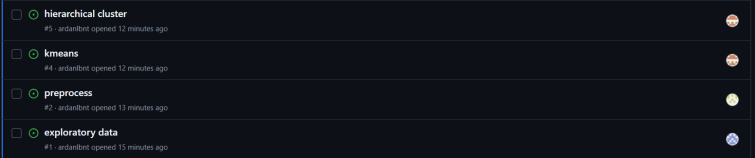 hierarchical cluster
#5 · ardanlbnt opened 12 minutes ago
kmeans
#4 · ardanlbnt opened 12 minutes ago
preprocess
#2 · ardanlbnt opened 13 minutes ago
exploratory data
#1 · ardanlbnt opened 15 minutes ago